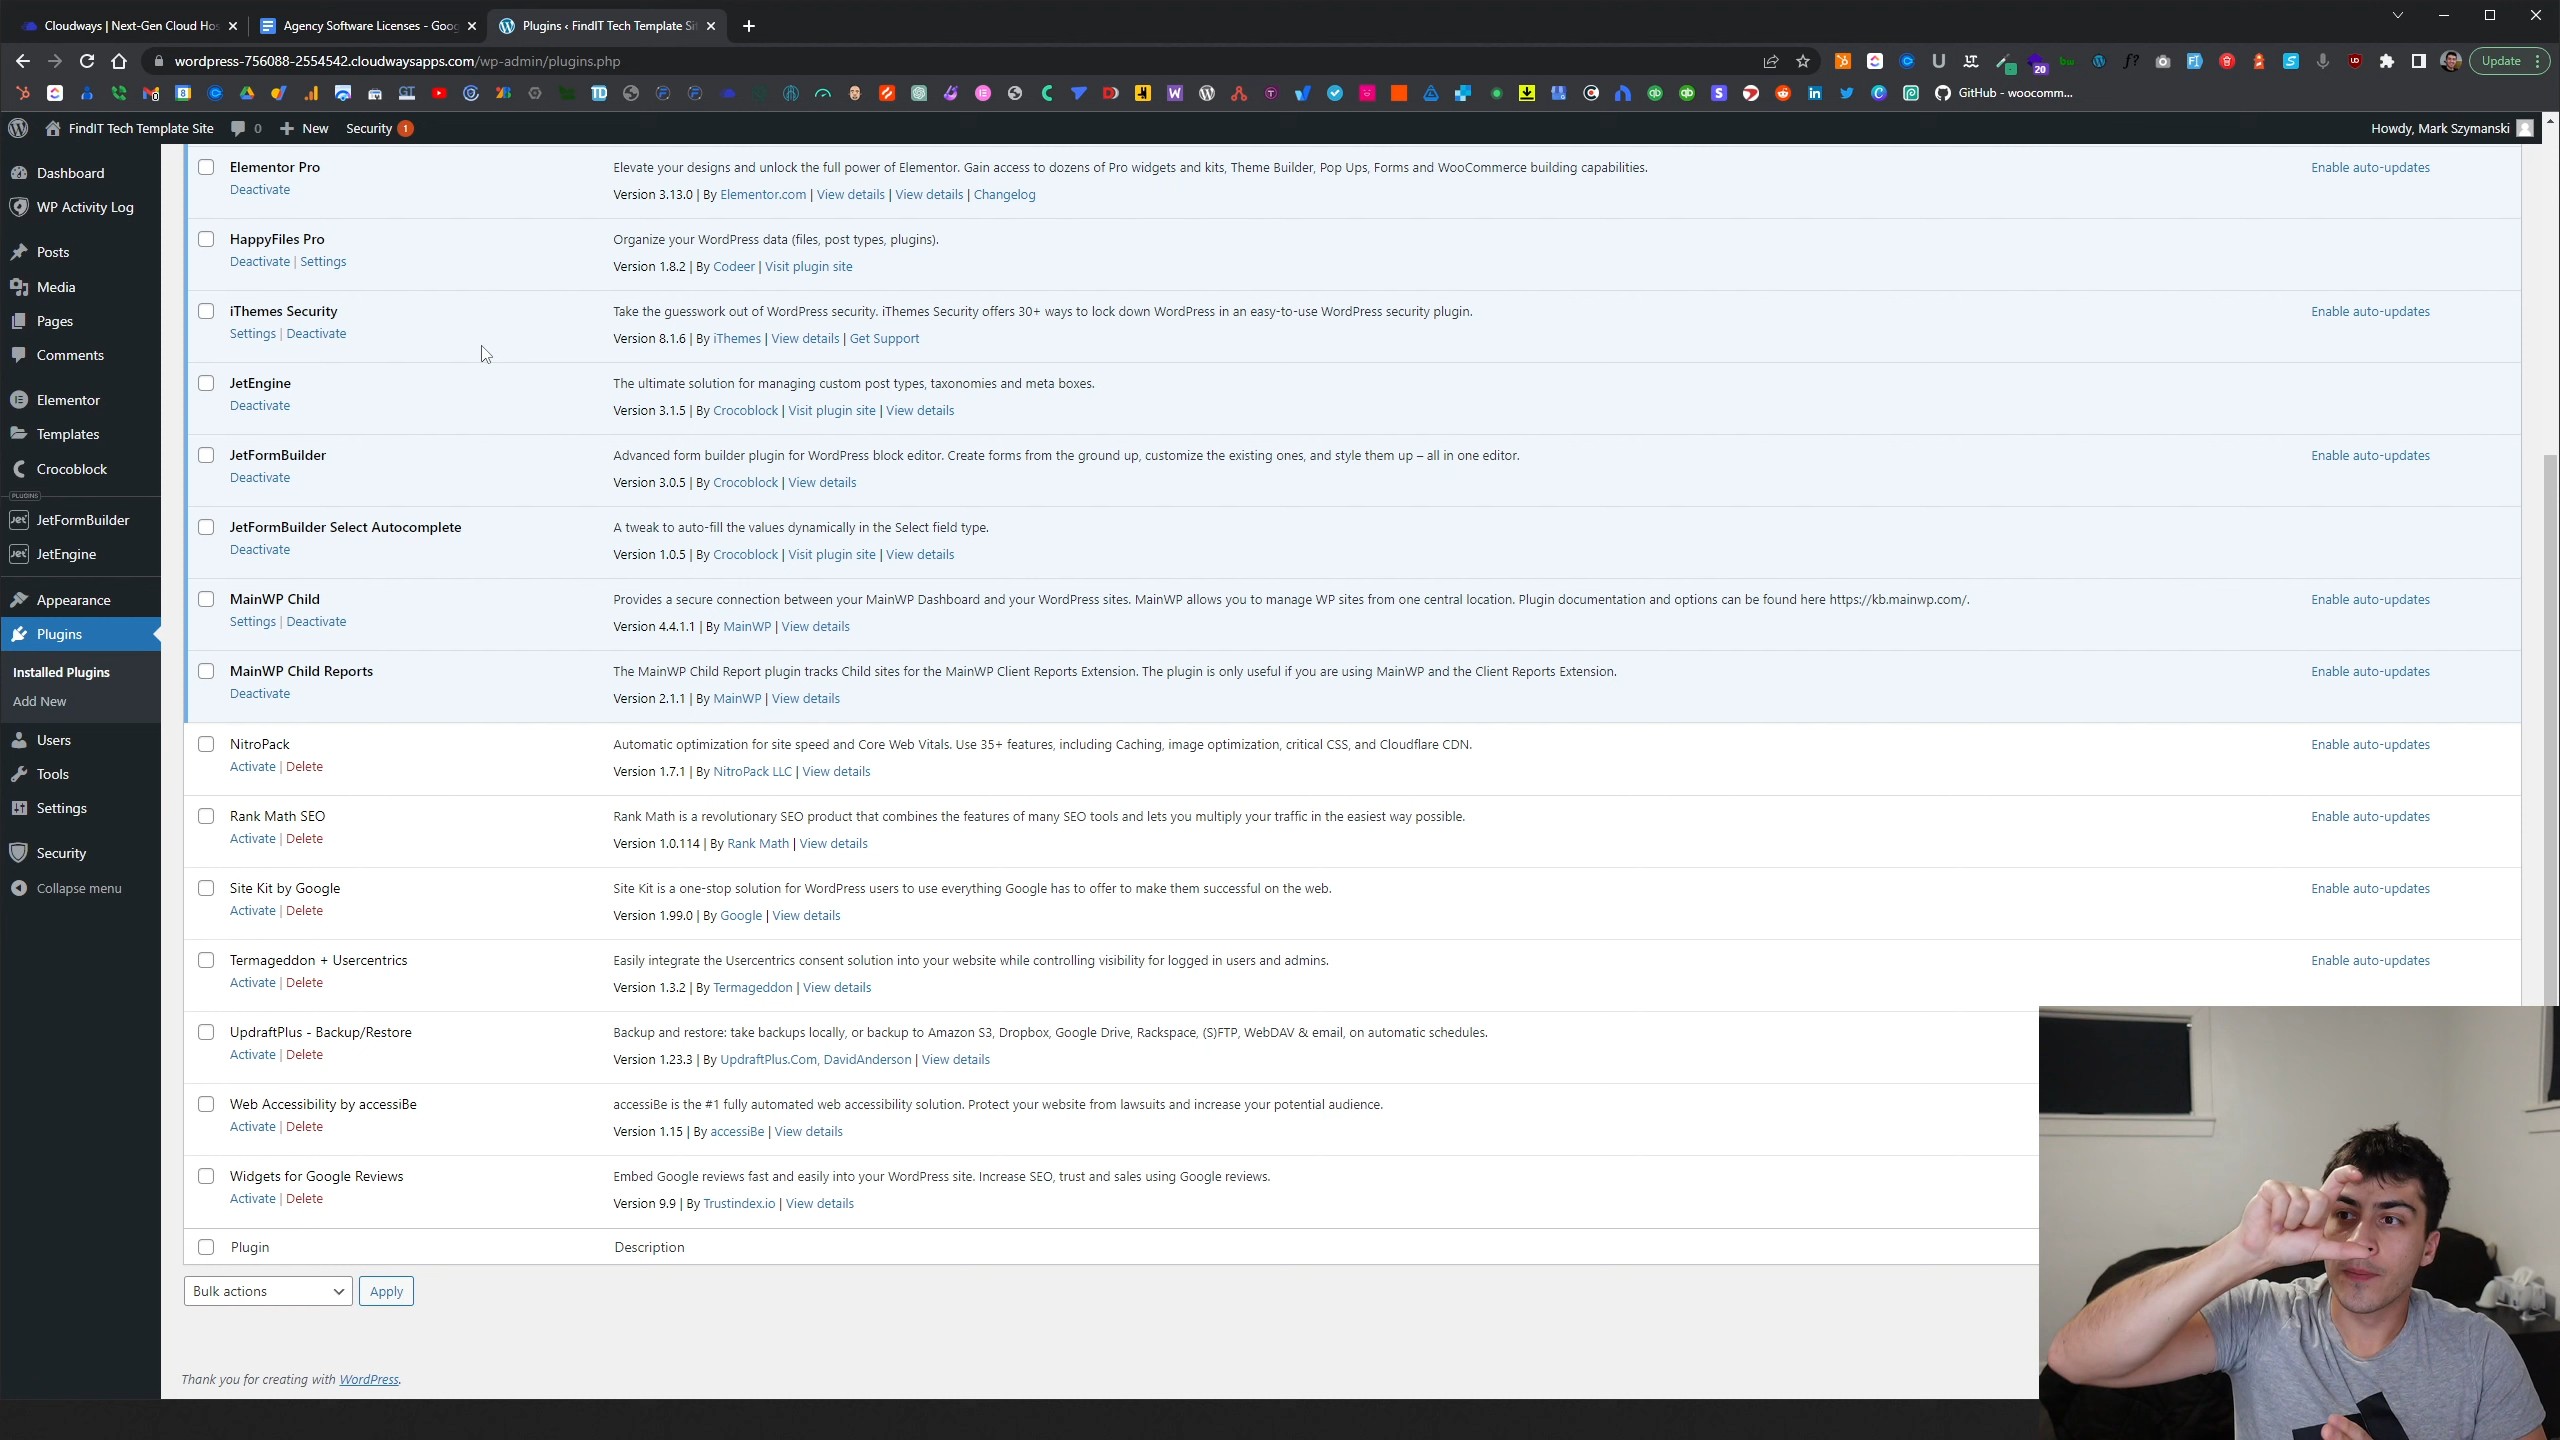 Cloudways | Next-Gen Cloud Hos
Agency Software Licenses - Goog
Plugins ‹ FindIT Tech Template Si
wordpress-756088-2554542.cloudwaysapps.com/wp-admin/plugins.php
20
Update
GitHub - woocomm...
FindIT Tech Template Site
0
New
Security 1
Howdy, Mark Szymanski
Dashboard
WP Activity Log
Posts
Media
Pages
Comments
Elementor
Templates
Crocoblock
PLUGINS
JetFormBuilder
JetEngine
Appearance
Plugins
Installed Plugins
Add New
Users
Tools
Settings
Security
Collapse menu
Elementor Pro
Deactivate
Elevate your designs and unlock the full power of Elementor. Gain access to dozens of Pro widgets and kits, Theme Builder, Pop Ups, Forms and WooCommerce building capabilities.
Version 3.13.0 | By Elementor.com | View details | View details | Changelog
Enable auto-updates
HappyFiles Pro
Deactivate | Settings
Organize your WordPress data (files, post types, plugins).
Version 1.8.2 | By Codeer | Visit plugin site
iThemes Security
Settings | Deactivate
Take the guesswork out of WordPress security. iThemes Security offers 30+ ways to lock down WordPress in an easy-to-use WordPress security plugin.
Version 8.1.6 | By iThemes | View details | Get Support
Enable auto-updates
JetEngine
Deactivate
The ultimate solution for managing custom post types, taxonomies and meta boxes.
Version 3.1.5 | By Crocoblock | Visit plugin site | View details
JetFormBuilder
Deactivate
Advanced form builder plugin for WordPress block editor. Create forms from the ground up, customize the existing ones, and style them up – all in one editor.
Version 3.0.5 | By Crocoblock | View details
Enable auto-updates
JetFormBuilder Select Autocomplete
Deactivate
A tweak to auto-fill the values dynamically in the Select field type.
Version 1.0.5 | By Crocoblock | Visit plugin site | View details
MainWP Child
Settings | Deactivate
Provides a secure connection between your MainWP Dashboard and your WordPress sites. MainWP allows you to manage WP sites from one central location. Plugin documentation and options can be found here https://kb.mainwp.com/.
Version 4.4.1.1 | By MainWP | View details
Enable auto-updates
MainWP Child Reports
Deactivate
The MainWP Child Report plugin tracks Child sites for the MainWP Client Reports Extension. The plugin is only useful if you are using MainWP and the Client Reports Extension.
Version 2.1.1 | By MainWP | View details
Enable auto-updates
NitroPack
Activate | Delete
Automatic optimization for site speed and Core Web Vitals. Use 35+ features, including Caching, image optimization, critical CSS, and Cloudflare CDN.
Version 1.7.1 | By NitroPack LLC | View details
Enable auto-updates
Rank Math SEO
Activate | Delete
Rank Math is a revolutionary SEO product that combines the features of many SEO tools and lets you multiply your traffic in the easiest way possible.
Version 1.0.114 | By Rank Math | View details
Enable auto-updates
Site Kit by Google
Activate | Delete
Site Kit is a one-stop solution for WordPress users to use everything Google has to offer to make them successful on the web.
Version 1.99.0 | By Google | View details
Enable auto-updates
Termageddon + Usercentrics
Activate | Delete
Easily integrate the Usercentrics consent solution into your website while controlling visibility for logged in users and admins.
Version 1.3.2 | By Termageddon | View details
Enable auto-updates
UpdraftPlus - Backup/Restore
Activate | Delete
Backup and restore: take backups locally, or backup to Amazon S3, Dropbox, Google Drive, Rackspace, (S)FTP, WebDAV & email, on automatic schedules.
Version 1.23.3 | By UpdraftPlus.Com, DavidAnderson | View details
Web Accessibility by accessiBe
Activate | Delete
accessiBe is the #1 fully automated web accessibility solution. Protect your website from lawsuits and increase your potential audience.
Version 1.15 | By accessiBe | View details
Widgets for Google Reviews
Activate | Delete
Embed Google reviews fast and easily into your WordPress site. Increase SEO, trust and sales using Google reviews.
Version 9.9 | By Trustindex.io | View details
Plugin
Description
Bulk actions
Apply
Thank you for creating with WordPress.